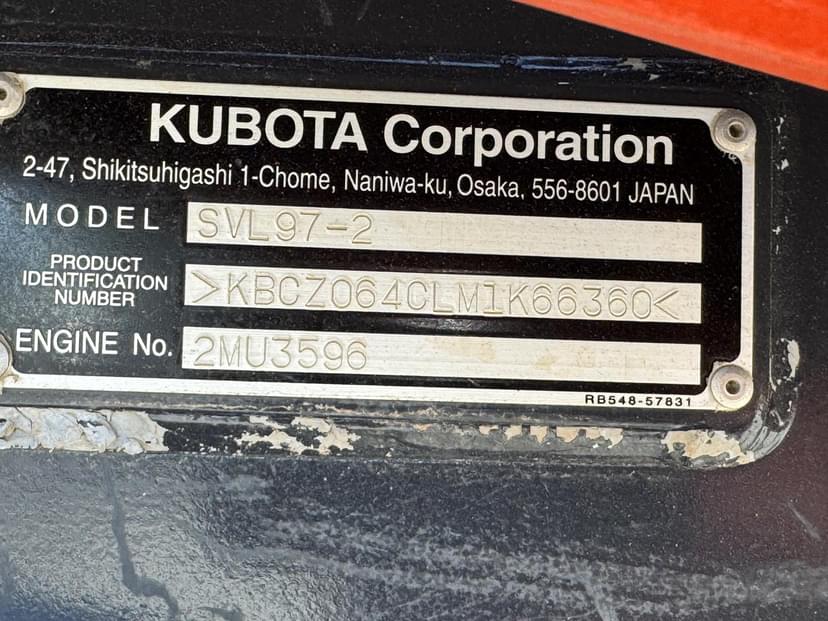 KUBOTA Corporation
2-47, Shikitsuhigashi 1-Chome, Naniwa-ku, Osaka, 556-8601 JAPAN
MODEL SVL97-2
PRODUCT
IDENTIFICATION
NUMBER
>KBCZ064CLM1K66360<
ENGINE No. 2MU3596
RB548-57831